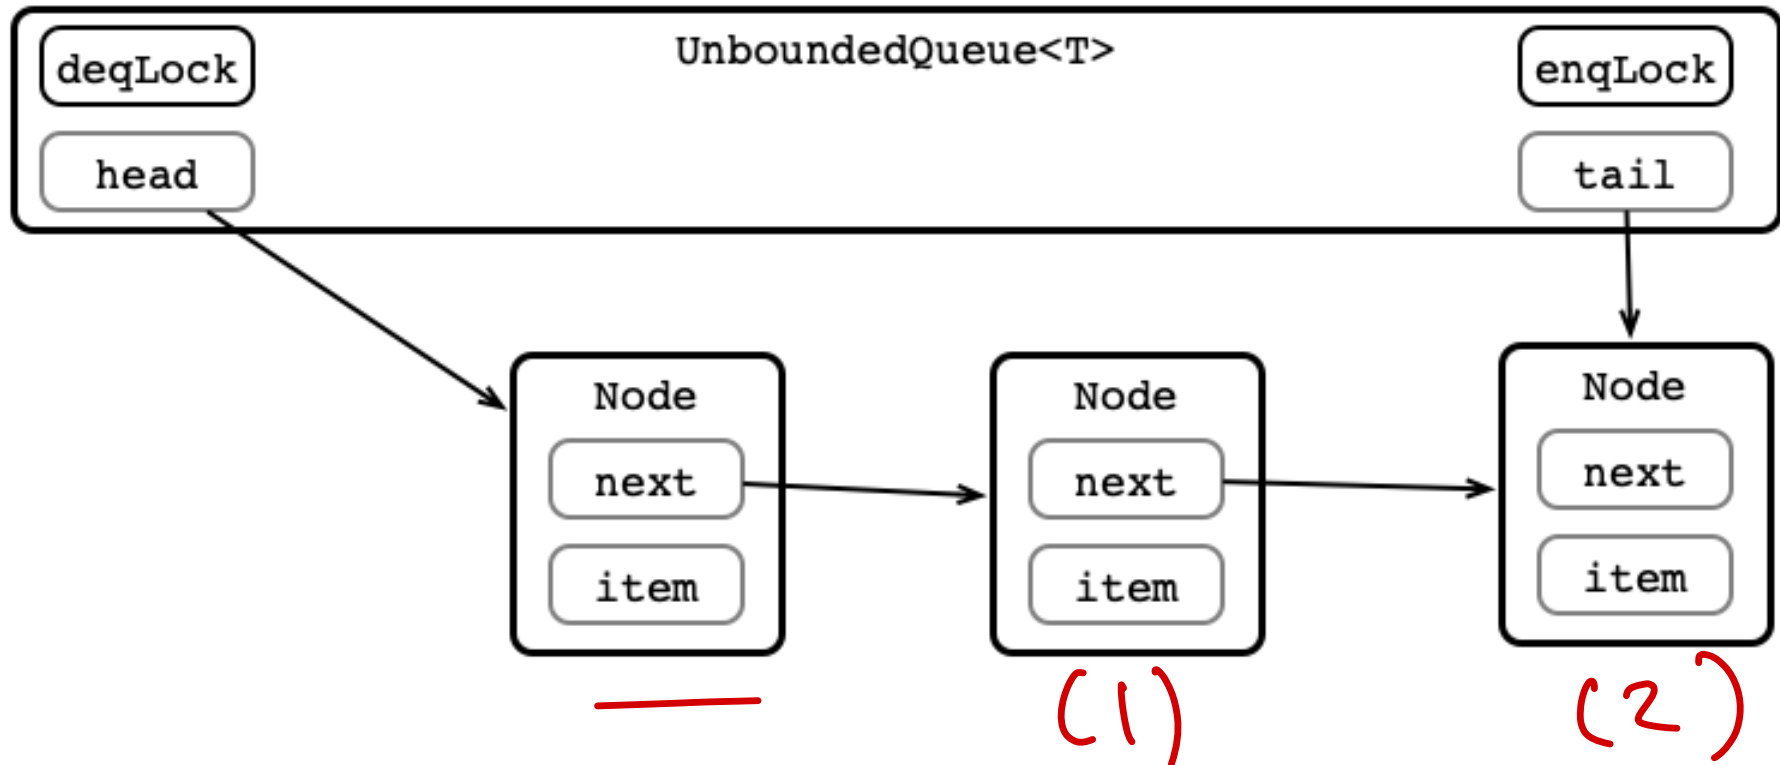 UnboundedQueue<T>
deqLock
enqLock
head
tail
Node
Node
Node
next
next
next
item
item
item
(1)
(2)